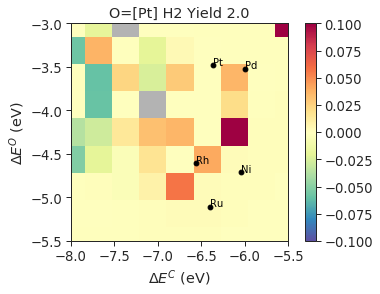 O=[Pt] H2 Yield 2.0
−3.0
−3.5
−4.0
−4.5
−5.0
−5.5
ΔE^O (eV)
Pt
Pd
Rh
Ni
Ru
−8.0
−7.5
−7.0
−6.5
−6.0
−5.5
ΔE^C (eV)
0.100
0.075
0.050
0.025
0.000
−0.025
−0.050
−0.075
−0.100